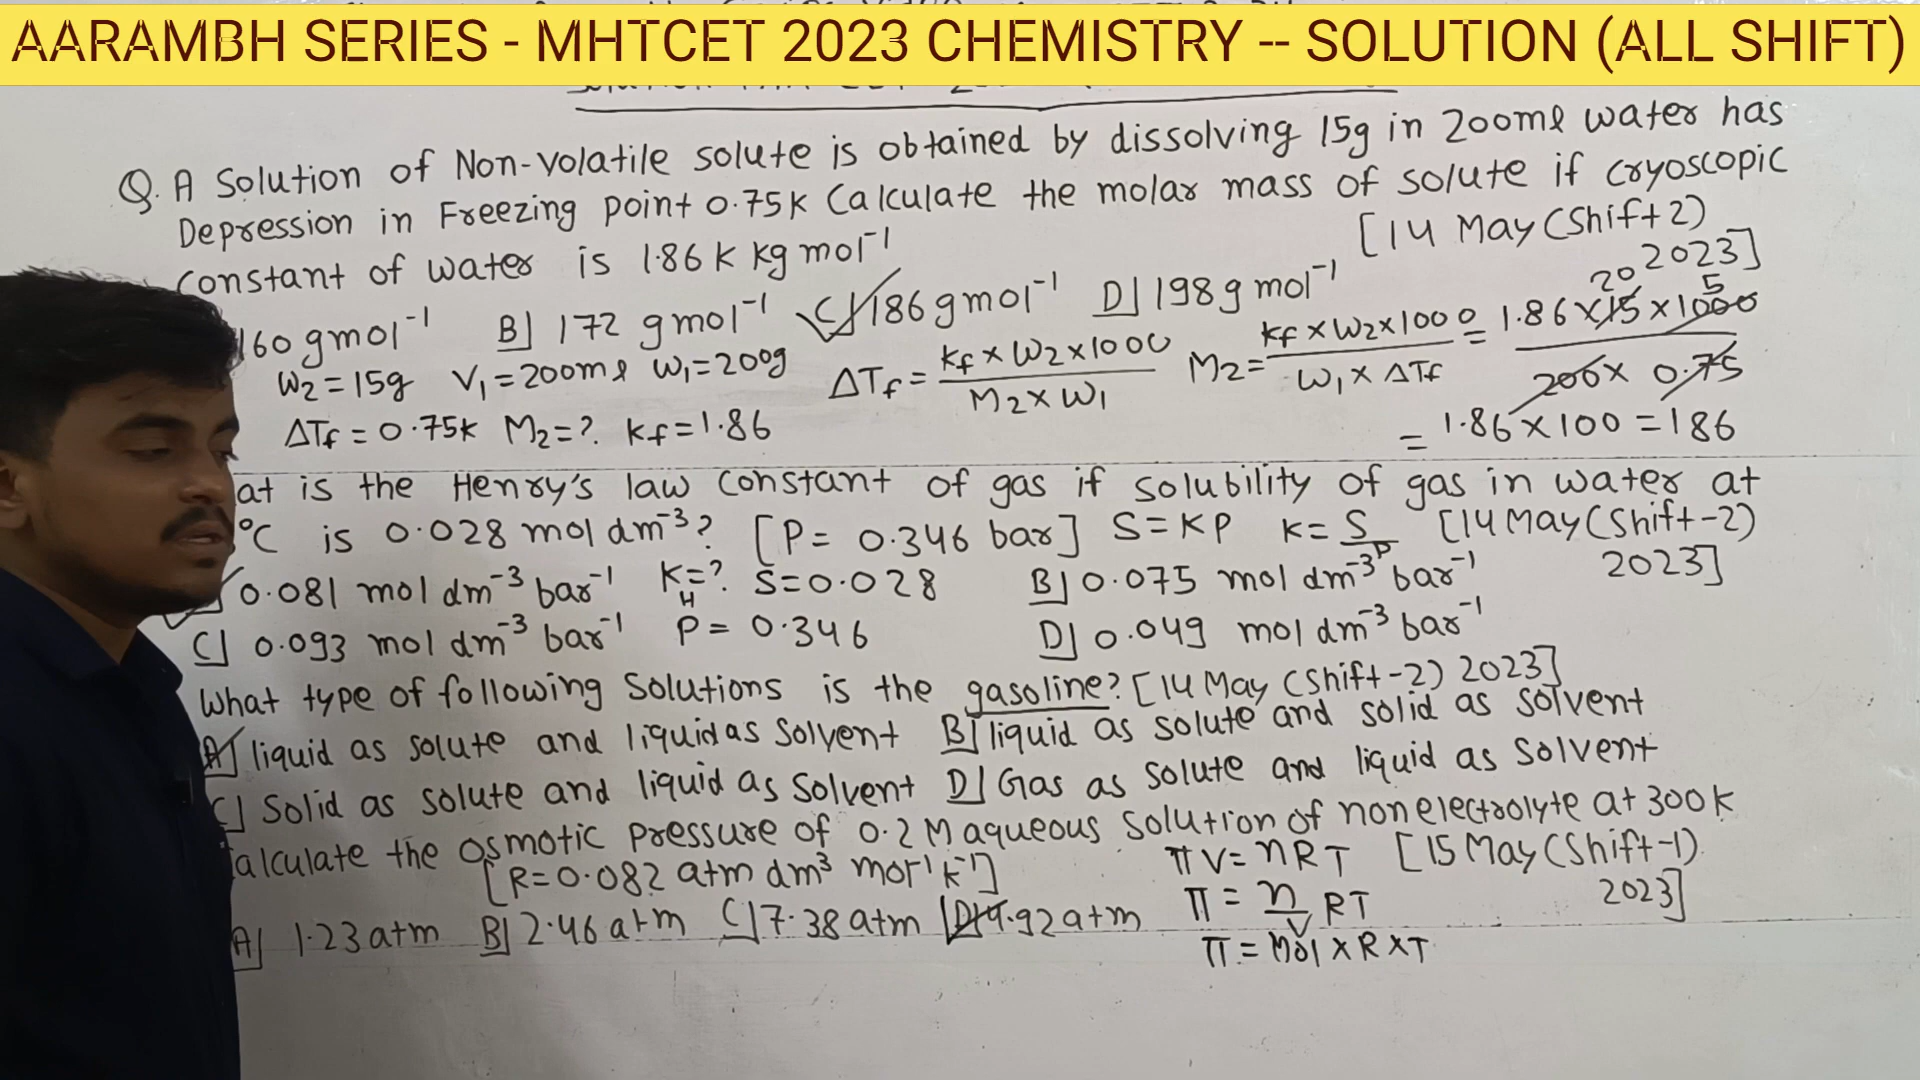 AARAMBH SERIES - MHTCET 2023 CHEMISTRY -- SOLUTION (ALL SHIFT)
Q. A Solution of Non-volatile solute is obtained by dissolving 15g in 200ml water has
Depression in Freezing point 0.75K Calculate the molar mass of solute if cryoscopic
constant of water is 1.86 K kg mol⁻¹ [14 May (Shift 2) 2023]
160 g mol⁻¹ B] 172 g mol⁻¹ C] 186 g mol⁻¹ D] 198 g mol⁻¹
W₂ = 15g V₁ = 200ml W₁ = 200g ΔTf = Kf × W₂ × 1000 / M₂ × W₁ M₂ = Kf × W₂ × 1000 / W₁ × ΔTf = 1.86 × 15 × 1000 / 200 × 0.75 20 5
ΔTf = 0.75K M₂ = ?. Kf = 1.86 = 1.86 × 100 = 186
at is the Henry's law constant of gas if solubility of gas in water at
°C is 0.028 mol dm⁻³? [P = 0.346 bar] S = KP K = S/P [14 May (Shift-2) 2023]
0.081 mol dm⁻³ bar⁻¹ K_H = ? S = 0.028 B] 0.075 mol dm⁻³ bar⁻¹
C] 0.093 mol dm⁻³ bar⁻¹ P = 0.346 D] 0.049 mol dm⁻³ bar⁻¹
What type of following Solutions is the gasoline? [14 May (Shift-2) 2023]
A] liquid as solute and liquid as Solvent B] liquid as solute and solid as solvent
C] Solid as solute and liquid as Solvent D] Gas as solute and liquid as Solvent
alculate the osmotic pressure of 0.2 M aqueous Solution of nonelectrolyte at 300K
[R = 0.082 atm dm³ mol⁻¹ K⁻¹] πV = nRT [15 May (Shift-1) 2023]
A] 1.23 atm B] 2.46 atm C] 7.38 atm D] 4.92 atm π = n/V RT
π = Mol × R × T